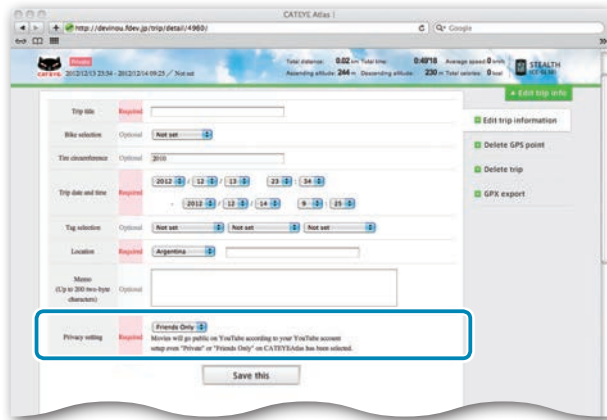 CATEYE Atlas |
http://devinou.fdev.jp/trip/detail/4960/
Q- Google
CATEYE
Private
2012/12/13 23:34 - 2012/12/14 09:25 / Not set
Total distance: 0.02 km Total time: 0:49'18 Average speed 0 km/h
Ascending altitude: 244 m Descending altitude: 230 m Total calories: 0 kcal
STEALTH
Edit trip info
Trip title Required
Edit trip information
Bike selection Optional Not set
Delete GPS point
Tire circumference Optional 2010
Delete trip
Trip date and time Required 2012 / 12 / 13 23 : 34
- 2012 / 12 / 14 9 : 25
GPX export
Tag selection Optional Not set Not set Not set
Location Required Argentina
Memo
(Up to 200 two-byte
characters)
Optional
Privacy setting Required Friends Only
Movies will go public on YouTube according to your YouTube account
setup even "Private" or "Friends Only" on CATEYEAtlas has been selected.
Save this